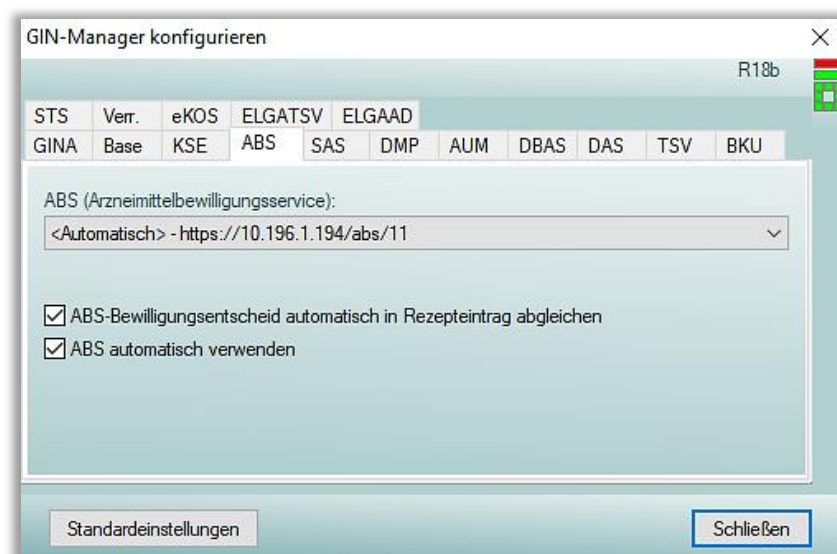 GIN-Manager konfigurieren
R18b
STS Verr. eKOS ELGATSV ELGAAD
GINA Base KSE ABS SAS DMP AUM DBAS DAS TSV BKU
ABS (Arzneimittelbewilligungsservice):
<Automatisch> - https://10.196.1.194/abs/11
ABS-Bewilligungsentscheid automatisch in Rezepteintrag abgleichen
ABS automatisch verwenden
Standardeinstellungen Schließen